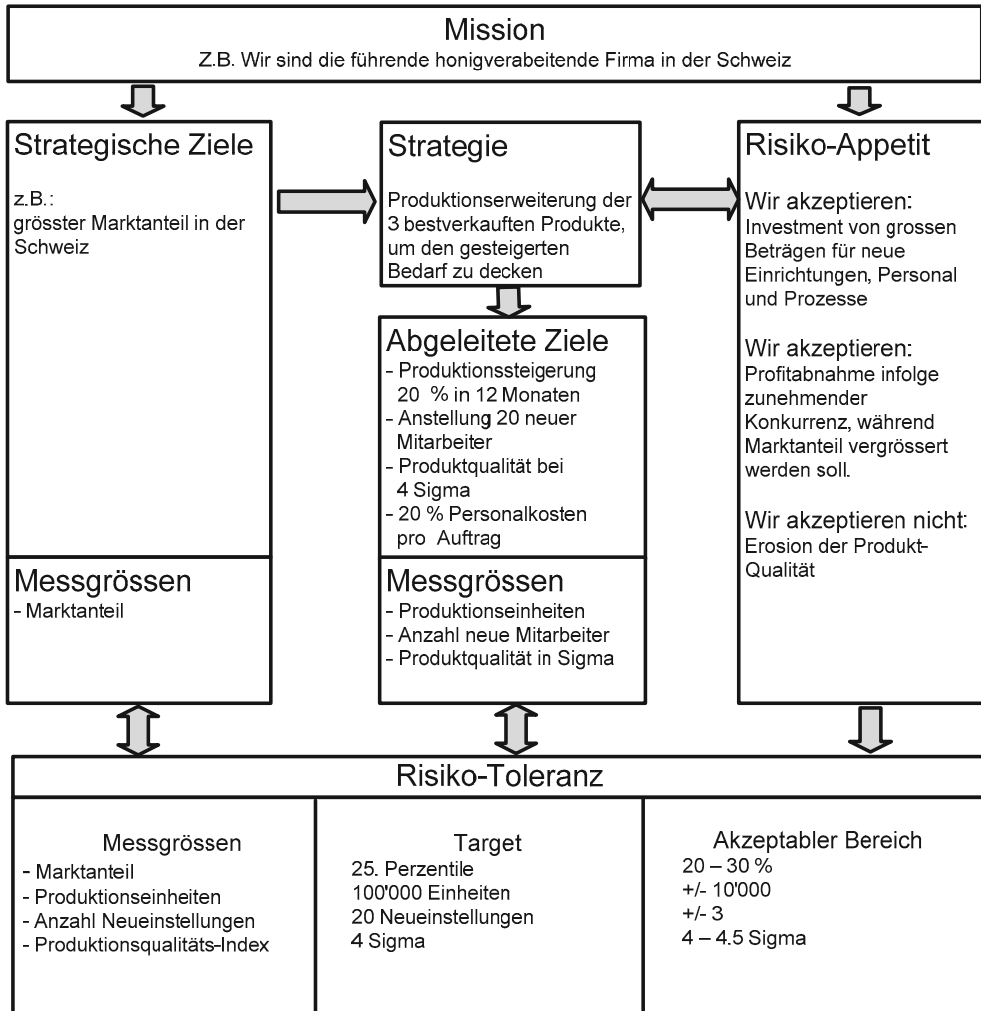 Mission
Z.B. Wir sind die führende honigverabeitende Firma in der Schweiz
Strategische Ziele
z.B.:
grösster Marktanteil in der
Schweiz
Messgrössen
- Marktanteil
Strategie
Produktionserweiterung der
3 bestverkauften Produkte,
um den gesteigerten
Bedarf zu decken
Abgeleitete Ziele
- Produktionssteigerung
20 % in 12 Monaten
- Anstellung 20 neuer
Mitarbeiter
- Produktqualität bei
4 Sigma
- 20 % Personalkosten
pro Auftrag
Messgrössen
- Produktionseinheiten
- Anzahl neue Mitarbeiter
- Produktqualität in Sigma
Risiko-Appetit
Wir akzeptieren:
Investment von grossen
Beträgen für neue
Einrichtungen, Personal
und Prozesse
Wir akzeptieren:
Profitabnahme infolge
zunehmender
Konkurrenz, während
Marktanteil vergrössert
werden soll.
Wir akzeptieren nicht:
Erosion der Produkt-
Qualität
Risiko-Toleranz
Messgrössen
- Marktanteil
- Produktionseinheiten
- Anzahl Neueinstellungen
- Produktionsqualitäts-Index
Target
25. Perzentile
100'000 Einheiten
20 Neueinstellungen
4 Sigma
Akzeptabler Bereich
20 – 30 %
+/- 10'000
+/- 3
4 – 4.5 Sigma